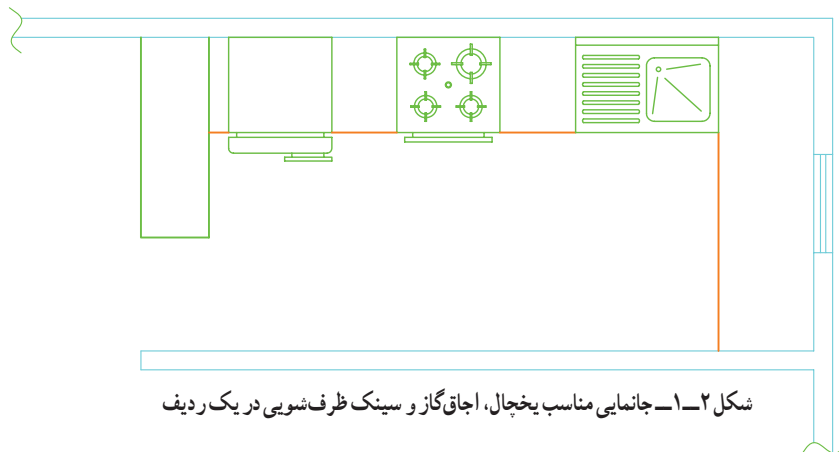 شکل ۲ــ۱ــ جانمایی مناسب یخچال، اجاق‌گاز و سینک ظرف‌شویی در یک ردیف